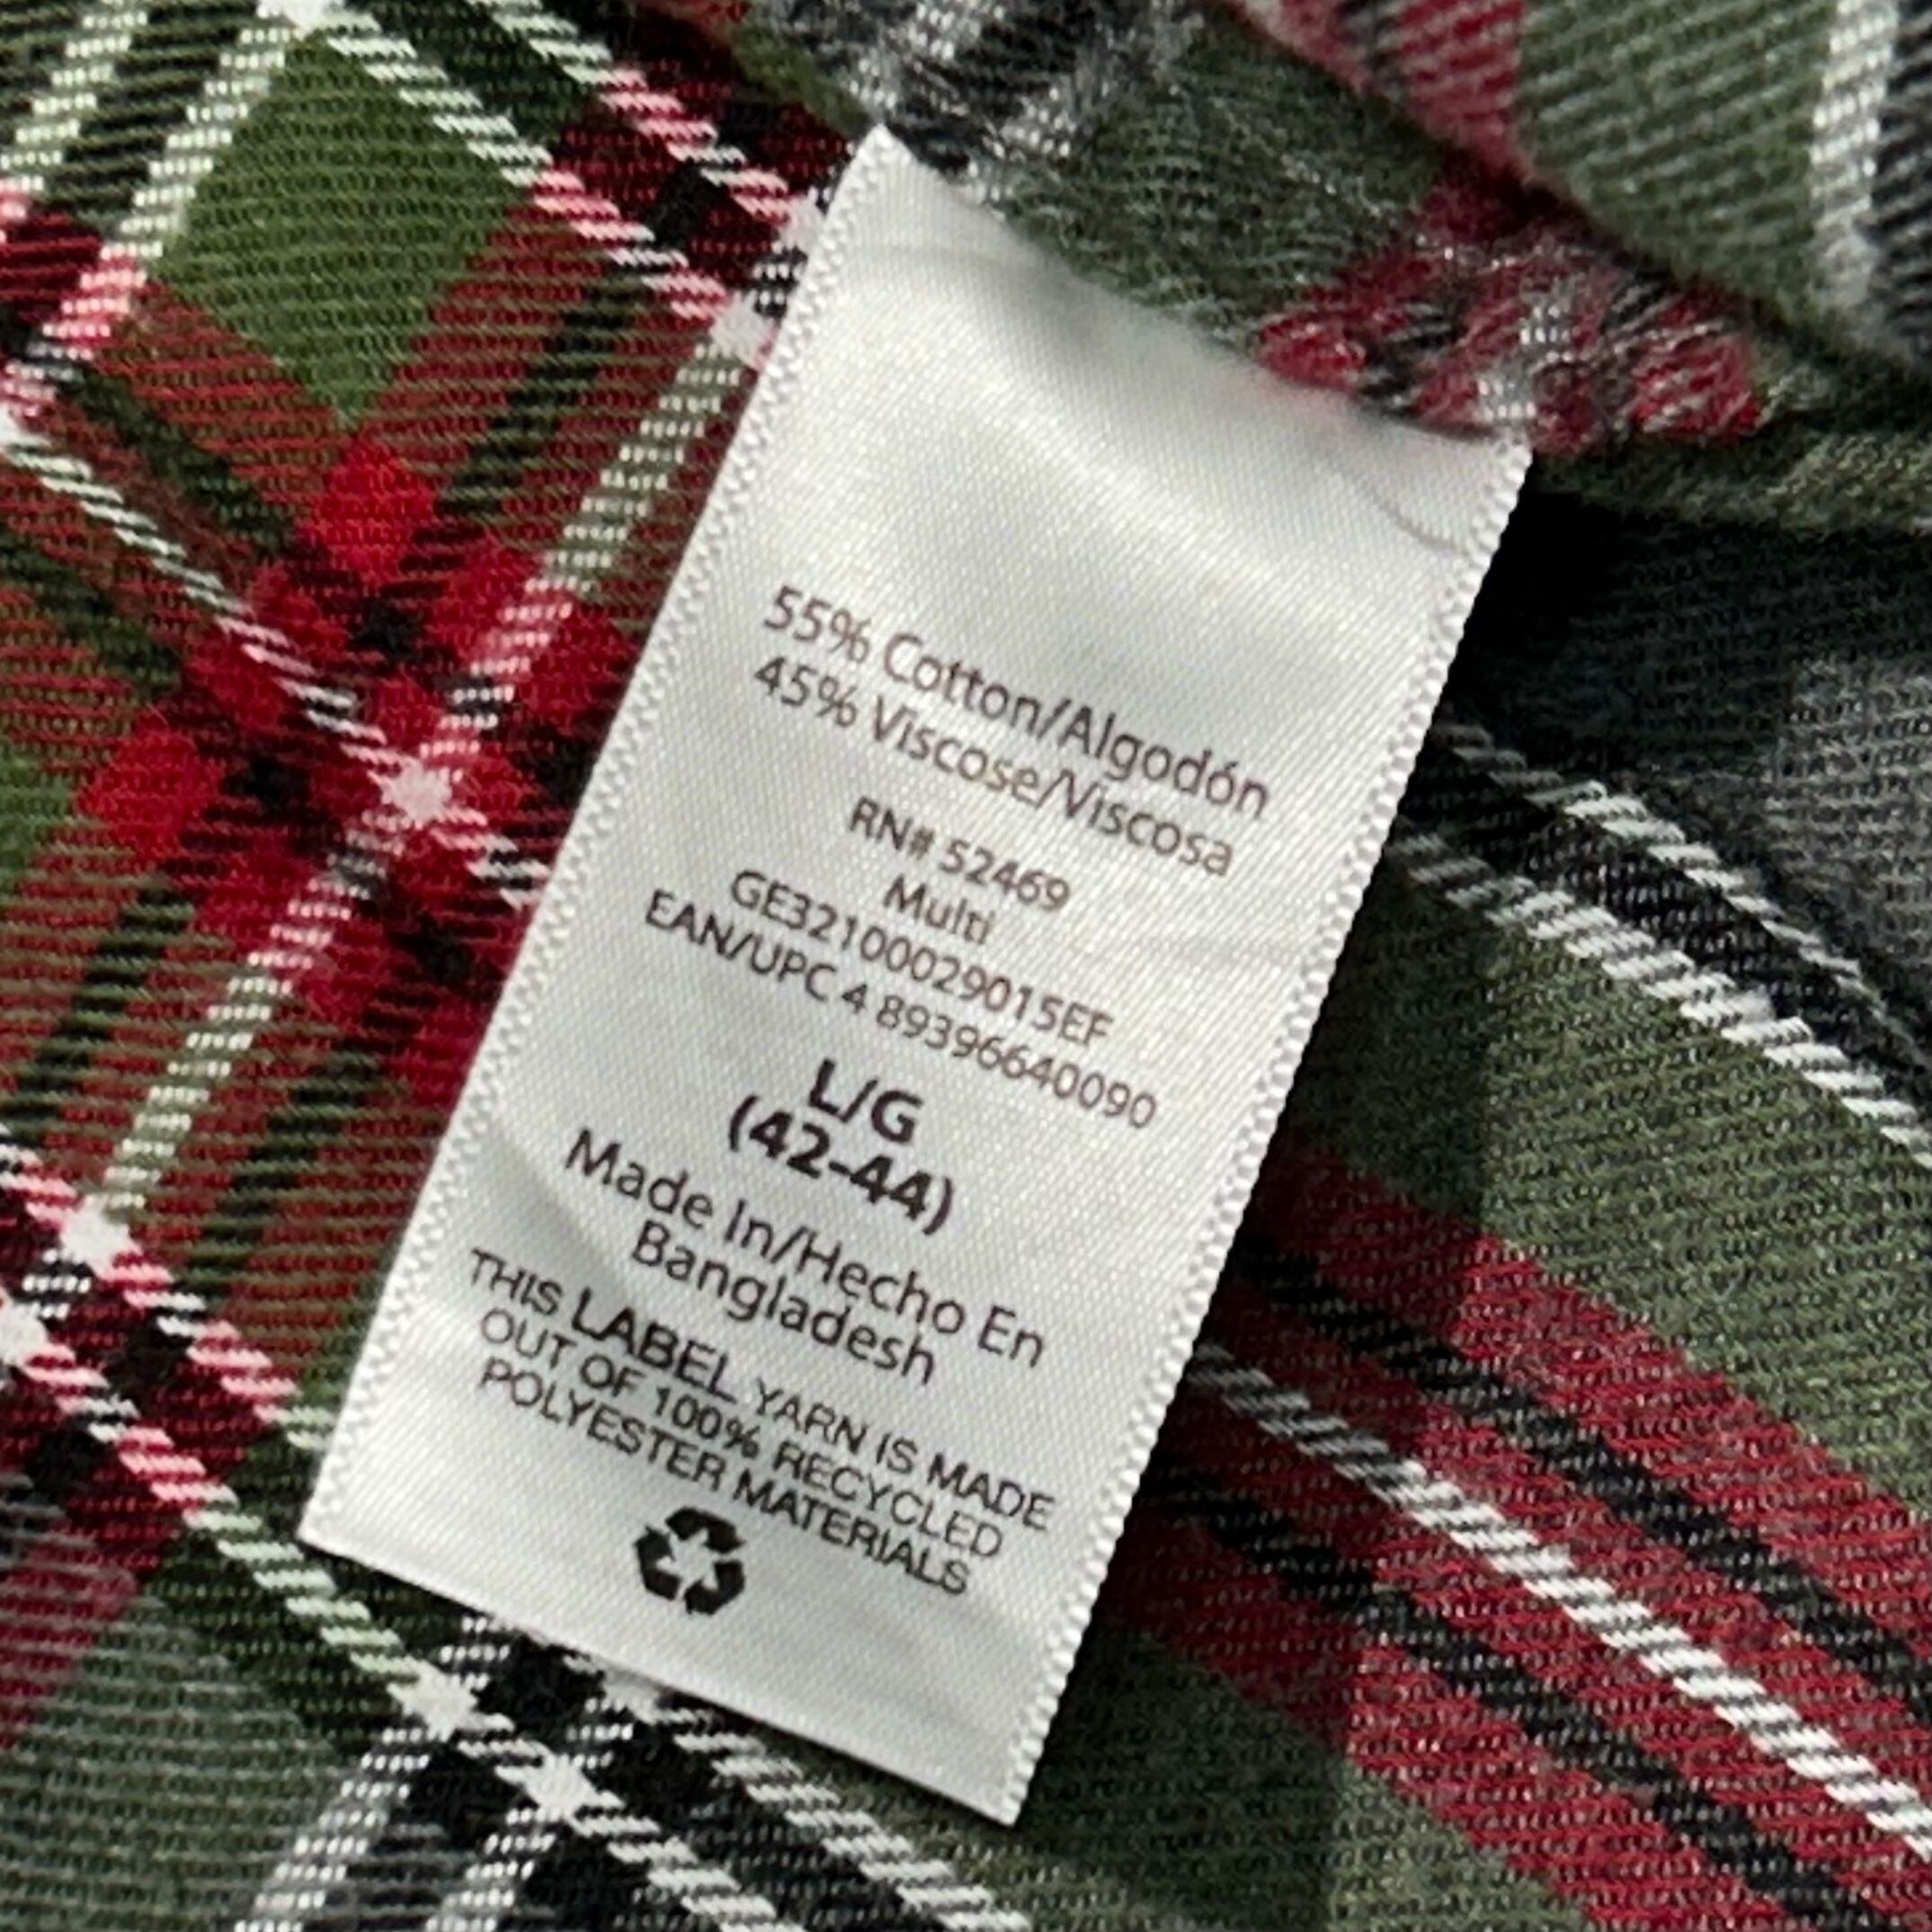 55% Cotton/Algodón
45% Viscose/Viscosa
RN# 52469
Multi
GE32100029015EF
EAN/UPC 4 89396640090
L/G
(42-44)
Made In/Hecho En
Bangladesh
THIS LABEL YARN IS MADE
OUT OF 100% RECYCLED
POLYESTER MATERIALS